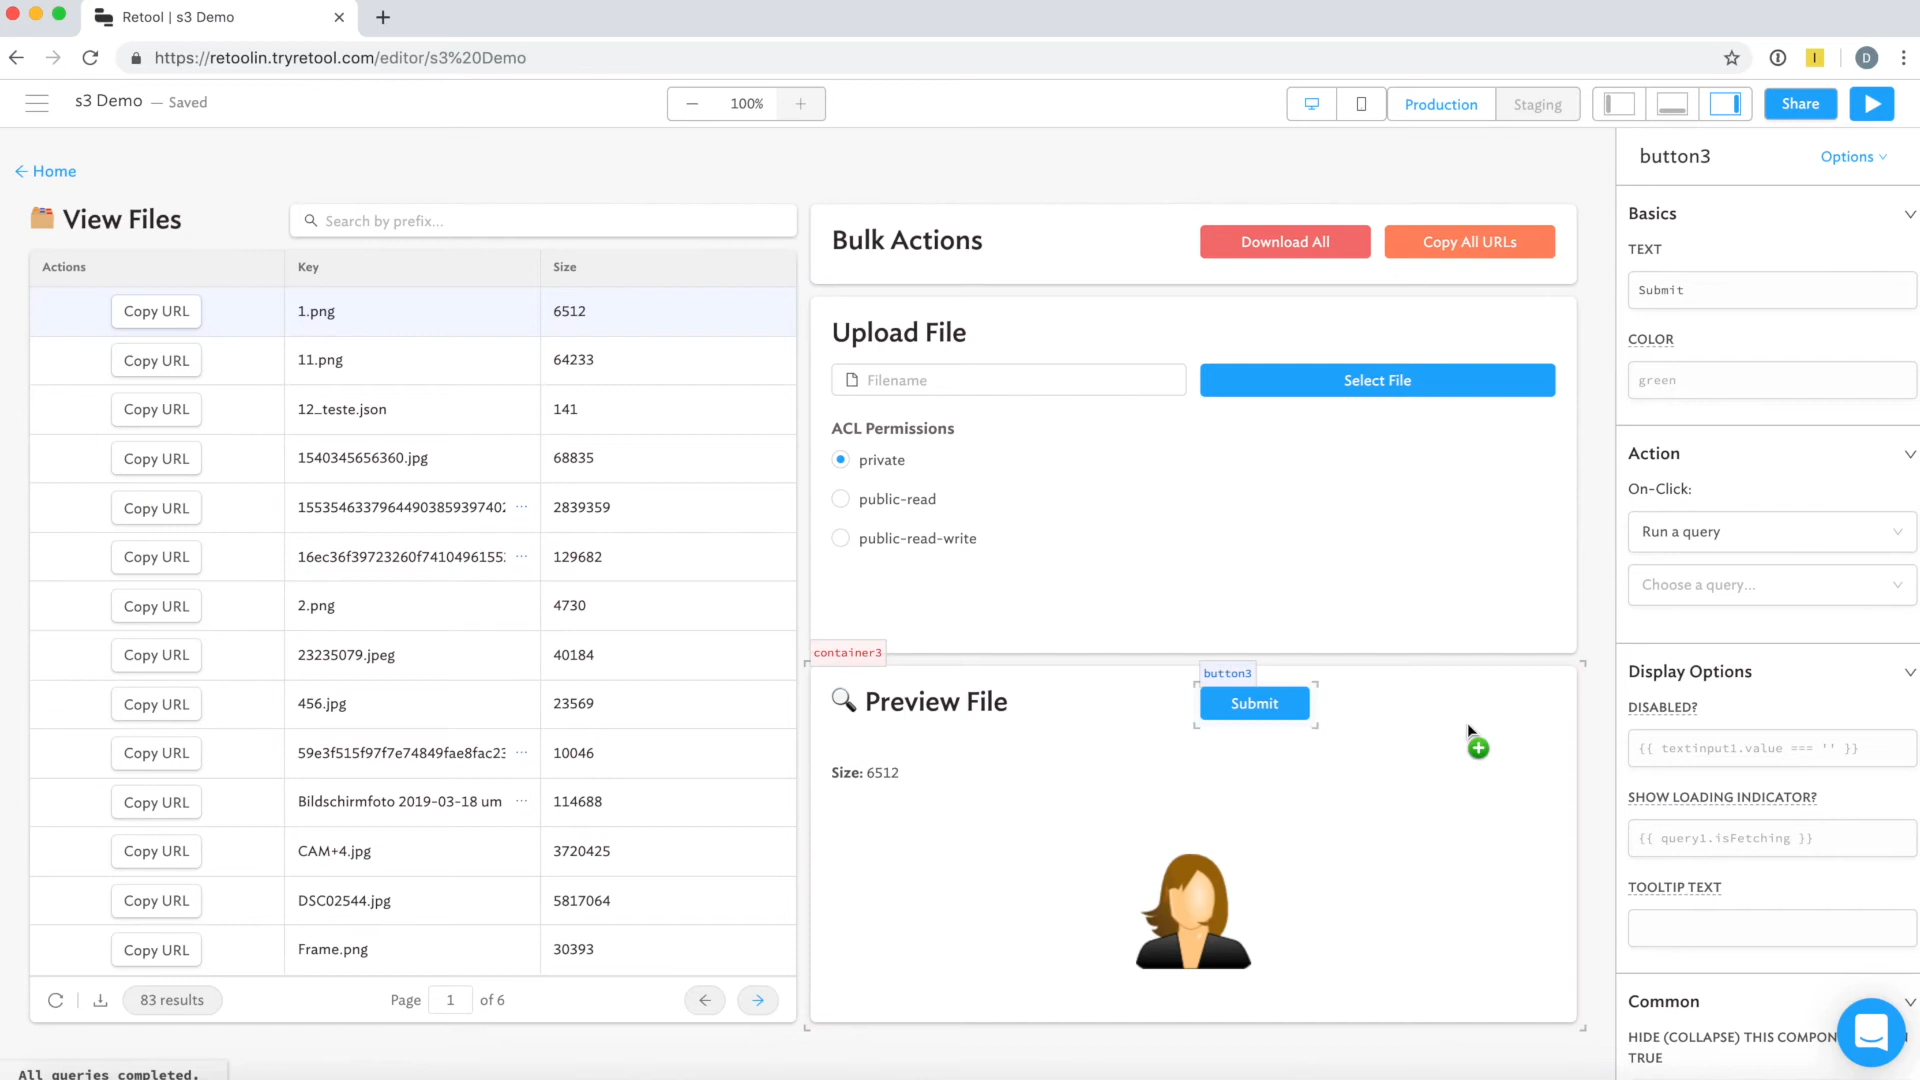 Retool | s3 Demo
https://retoolin.tryretool.com/editor/s3%20Demo
I
D
s3 Demo — Saved
100%
Production
Staging
Share
button3
Options
Home
View Files
Search by prefix...
Actions
Key
Size
Copy URL
1.png
6512
Copy URL
11.png
64233
Copy URL
12_teste.json
141
Copy URL
1540345656360.jpg
68835
Copy URL
1553546337964490385939740 ...
2839359
Copy URL
16ec36f39723260f741049615 ...
129682
Copy URL
2.png
4730
Copy URL
23235079.jpeg
40184
Copy URL
456.jpg
23569
Copy URL
59e3f515f97f7e74849fae8fac2 ...
10046
Copy URL
Bildschirmfoto 2019-03-18 um ...
114688
Copy URL
CAM+4.jpg
3720425
Copy URL
DSC02544.jpg
5817064
Copy URL
Frame.png
30393
83 results
Page 1 of 6
All queries completed.
Bulk Actions
Download All
Copy All URLs
Upload File
Filename
Select File
ACL Permissions
private
public-read
public-read-write
container3
button3
Preview File
Submit
Size: 6512
Basics
TEXT
Submit
COLOR
green
Action
On-Click:
Run a query
Choose a query...
Display Options
DISABLED?
{{ textinput1.value === '' }}
SHOW LOADING INDICATOR?
{{ query1.isFetching }}
TOOLTIP TEXT
Common
HIDE (COLLAPSE) THIS COMPON
TRUE